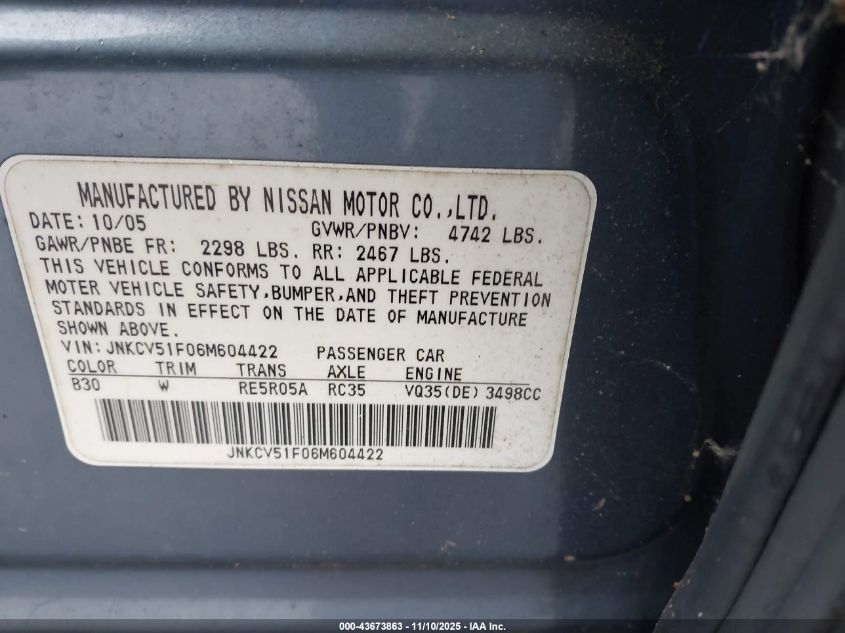 MANUFACTURED BY NISSAN MOTOR CO.,LTD.
DATE: 10/05 GVWR/PNBV: 4742 LBS.
GAWR/PNBE FR: 2298 LBS. RR: 2467 LBS.
THIS VEHICLE CONFORMS TO ALL APPLICABLE FEDERAL
MOTER VEHICLE SAFETY,BUMPER,AND THEFT PREVENTION
STANDARDS IN EFFECT ON THE DATE OF MANUFACTURE
SHOWN ABOVE.
VIN: JNKCV51F06M604422 PASSENGER CAR
COLOR TRIM TRANS AXLE ENGINE
B30 W RE5R05A RC35 VQ35(DE) 3498CC
JNKCV51F06M604422
000-43673863 - 11/10/2025 - IAA Inc.